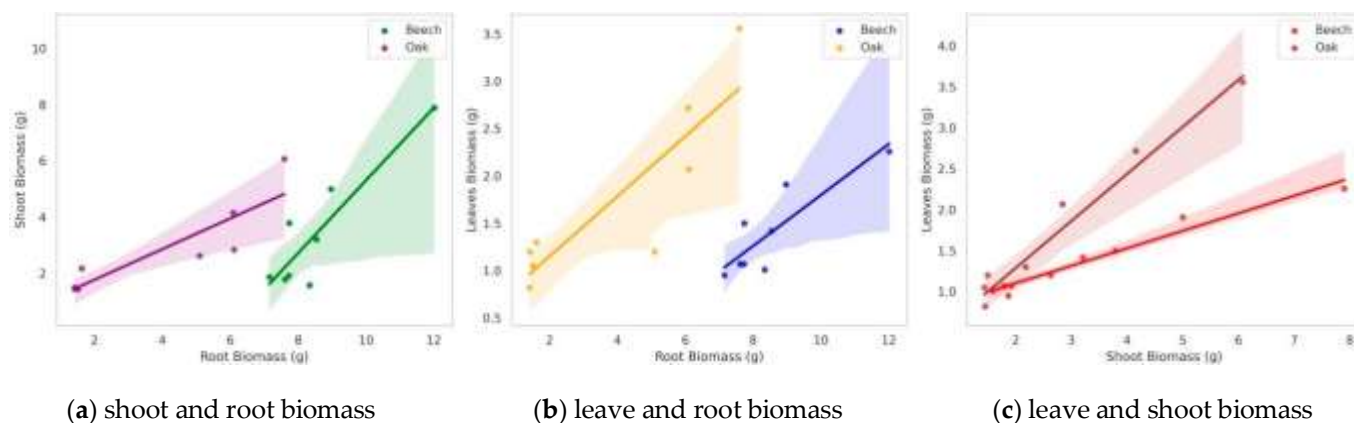 Beech
Oak
10
8
6
4
2
Shoot Biomass (g)
2
4
6
8
10
12
Root Biomass (g)
Beech
Oak
3.5
3.0
2.5
2.0
1.5
1.0
0.5
Leaves Biomass (g)
2
4
6
8
10
12
Root Biomass (g)
Beech
Oak
4.0
3.5
3.0
2.5
2.0
1.5
1.0
Leaves Biomass (g)
2
3
4
5
6
7
8
Shoot Biomass (g)
(a) shoot and root biomass
(b) leave and root biomass
(c) leave and shoot biomass